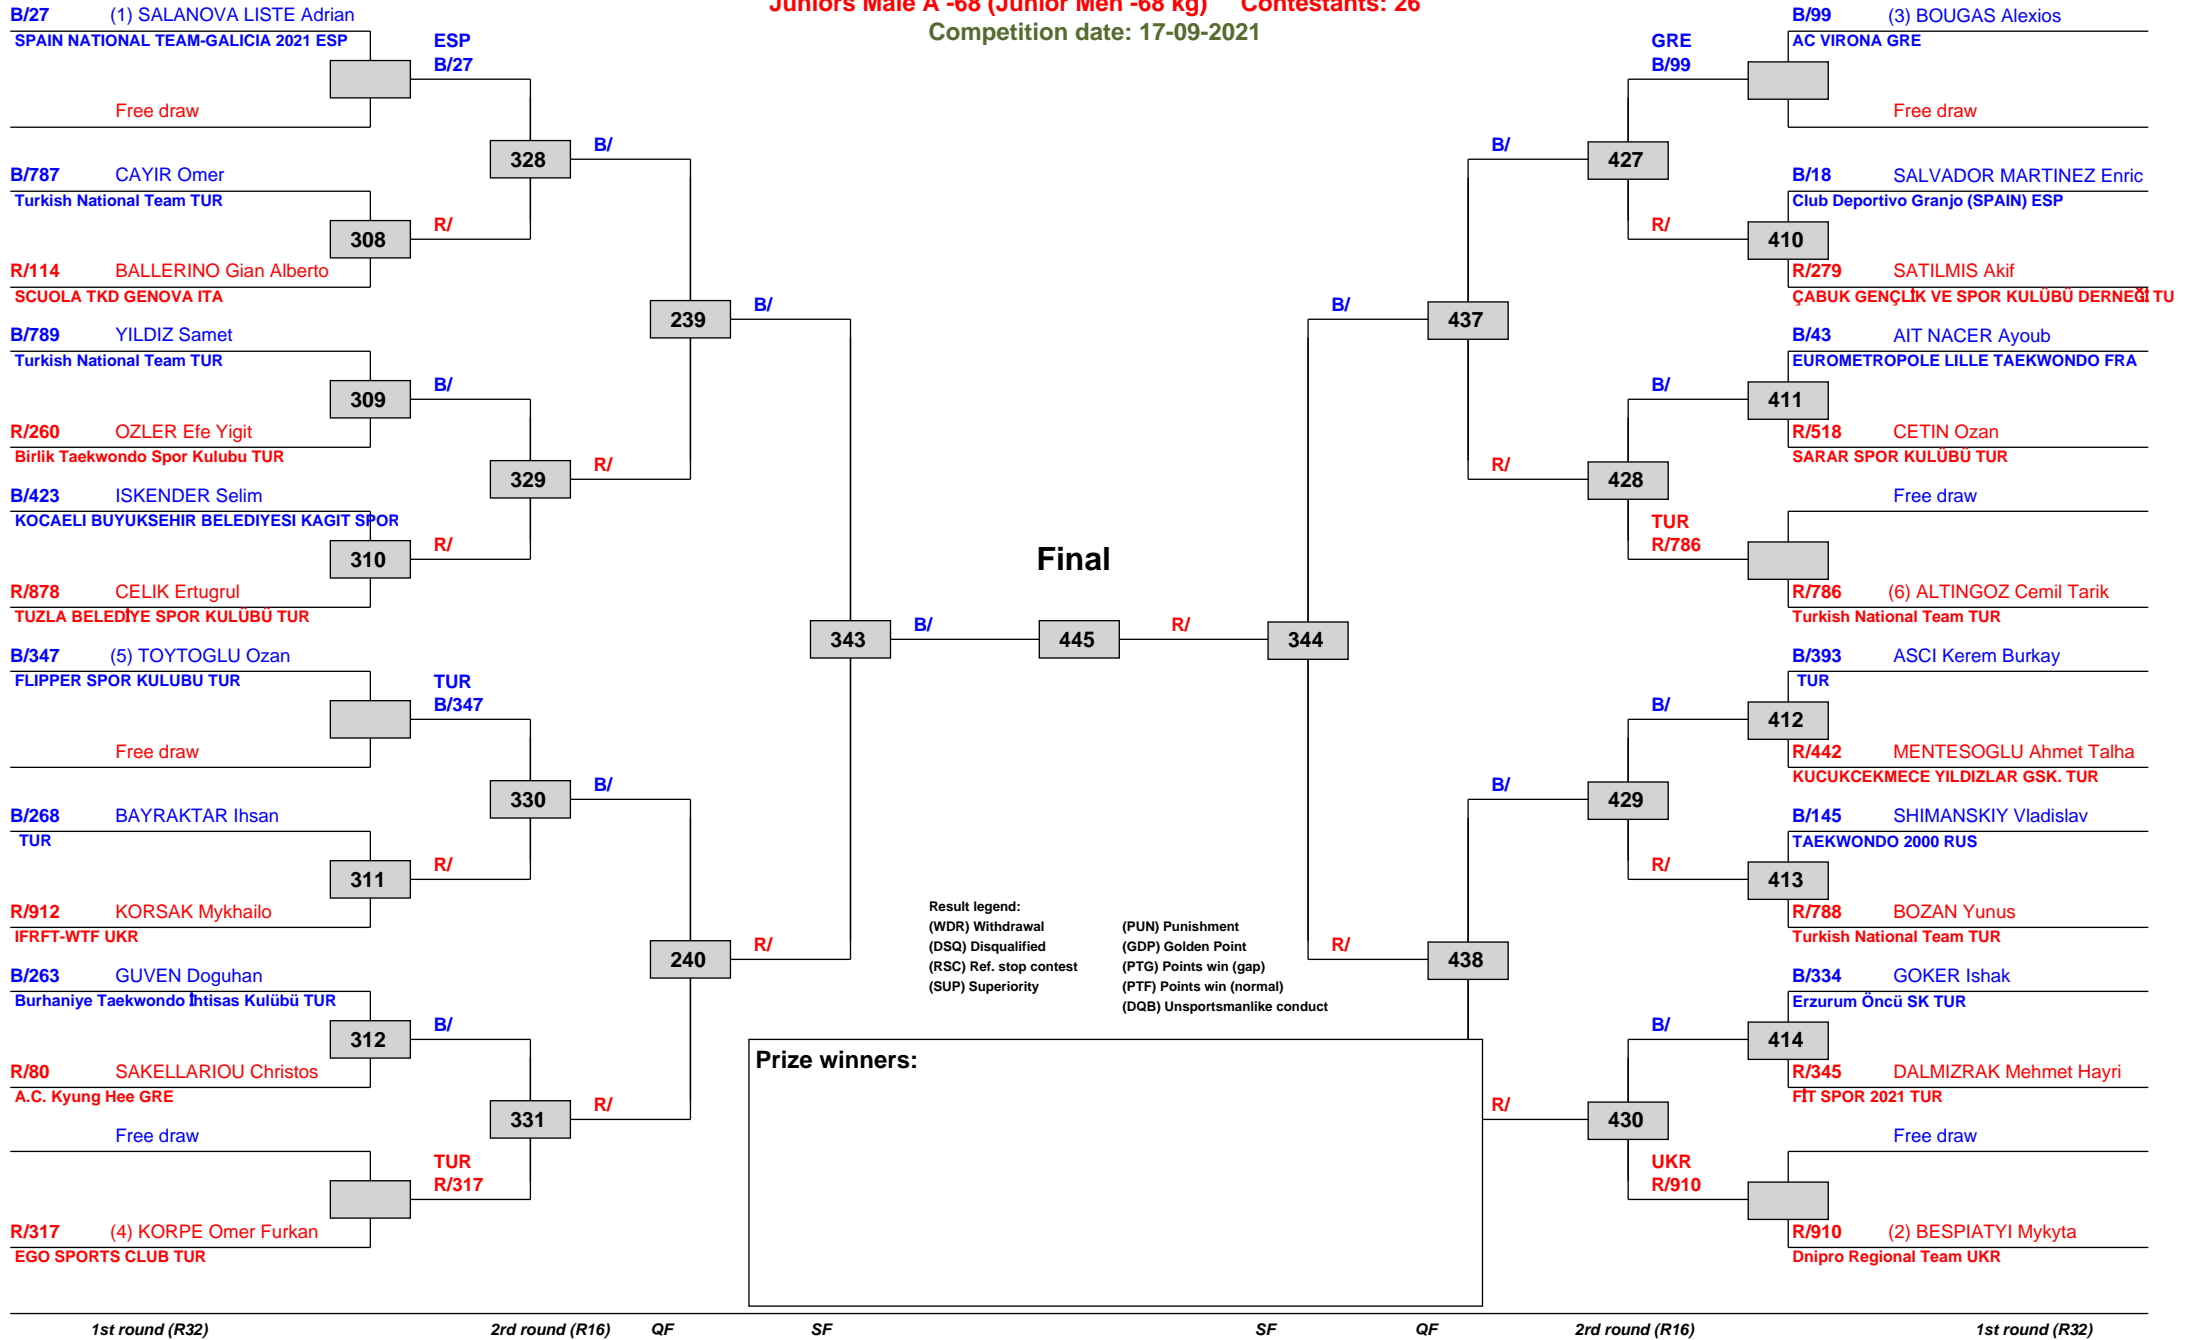 Juniors Male A -68 (Junior Men -68 kg) Contestants: 26
Competition date: 17-09-2021
B/27 (1) SALANOVA LISTE Adrian
SPAIN NATIONAL TEAM-GALICIA 2021 ESP
Free draw
B/787 CAYIR Omer
Turkish National Team TUR
308
R/114 BALLERINO Gian Alberto
SCUOLA TKD GENOVA ITA
B/789 YILDIZ Samet
Turkish National Team TUR
309
R/260 OZLER Efe Yigit
Birlik Taekwondo Spor Kulubu TUR
B/423 ISKENDER Selim
KOCAELI BUYUKSEHIR BELEDIYESI KAGIT SPOR
310
R/878 CELIK Ertugrul
TUZLA BELEDİYE SPOR KULÜBÜ TUR
B/347 (5) TOYTOGLU Ozan
FLIPPER SPOR KULUBU TUR
Free draw
B/268 BAYRAKTAR Ihsan
TUR
311
R/912 KORSAK Mykhailo
IFRFT-WTF UKR
B/263 GUVEN Doguhan
Burhaniye Taekwondo İhtisas Kulübü TUR
312
R/80 SAKELLARIOU Christos
A.C. Kyung Hee GRE
Free draw
R/317 (4) KORPE Omer Furkan
EGO SPORTS CLUB TUR
ESP
B/27
328
R/
B/
329
R/
TUR
B/347
330
R/
B/
331
TUR
R/317
B/
239
R/
B/
240
R/
B/
343
R/
Final
B/
445
R/
B/
344
R/
B/
437
R/
B/
438
R/
GRE
B/99
427
R/
B/
428
TUR
R/786
B/
429
R/
B/
430
UKR
R/910
B/99 (3) BOUGAS Alexios
AC VIRONA GRE
Free draw
B/18 SALVADOR MARTINEZ Enric
Club Deportivo Granjo (SPAIN) ESP
410
R/279 SATILMIS Akif
ÇABUK GENÇLİK VE SPOR KULÜBÜ DERNEĞİ TU
B/43 AIT NACER Ayoub
EUROMETROPOLE LILLE TAEKWONDO FRA
411
R/518 CETIN Ozan
SARAR SPOR KULÜBÜ TUR
Free draw
R/786 (6) ALTINGOZ Cemil Tarik
Turkish National Team TUR
B/393 ASCI Kerem Burkay
TUR
412
R/442 MENTESOGLU Ahmet Talha
KUCUKCEKMECE YILDIZLAR GSK. TUR
B/145 SHIMANSKIY Vladislav
TAEKWONDO 2000 RUS
413
R/788 BOZAN Yunus
Turkish National Team TUR
B/334 GOKER Ishak
Erzurum Öncü SK TUR
414
R/345 DALMIZRAK Mehmet Hayri
FİT SPOR 2021 TUR
Free draw
R/910 (2) BESPIATYI Mykyta
Dnipro Regional Team UKR
Result legend:
(WDR) Withdrawal (PUN) Punishment
(DSQ) Disqualified (GDP) Golden Point
(RSC) Ref. stop contest (PTG) Points win (gap)
(SUP) Superiority (PTF) Points win (normal)
(DQB) Unsportsmanlike conduct
Prize winners:
1st round (R32) 2rd round (R16) QF SF SF QF 2rd round (R16) 1st round (R32)